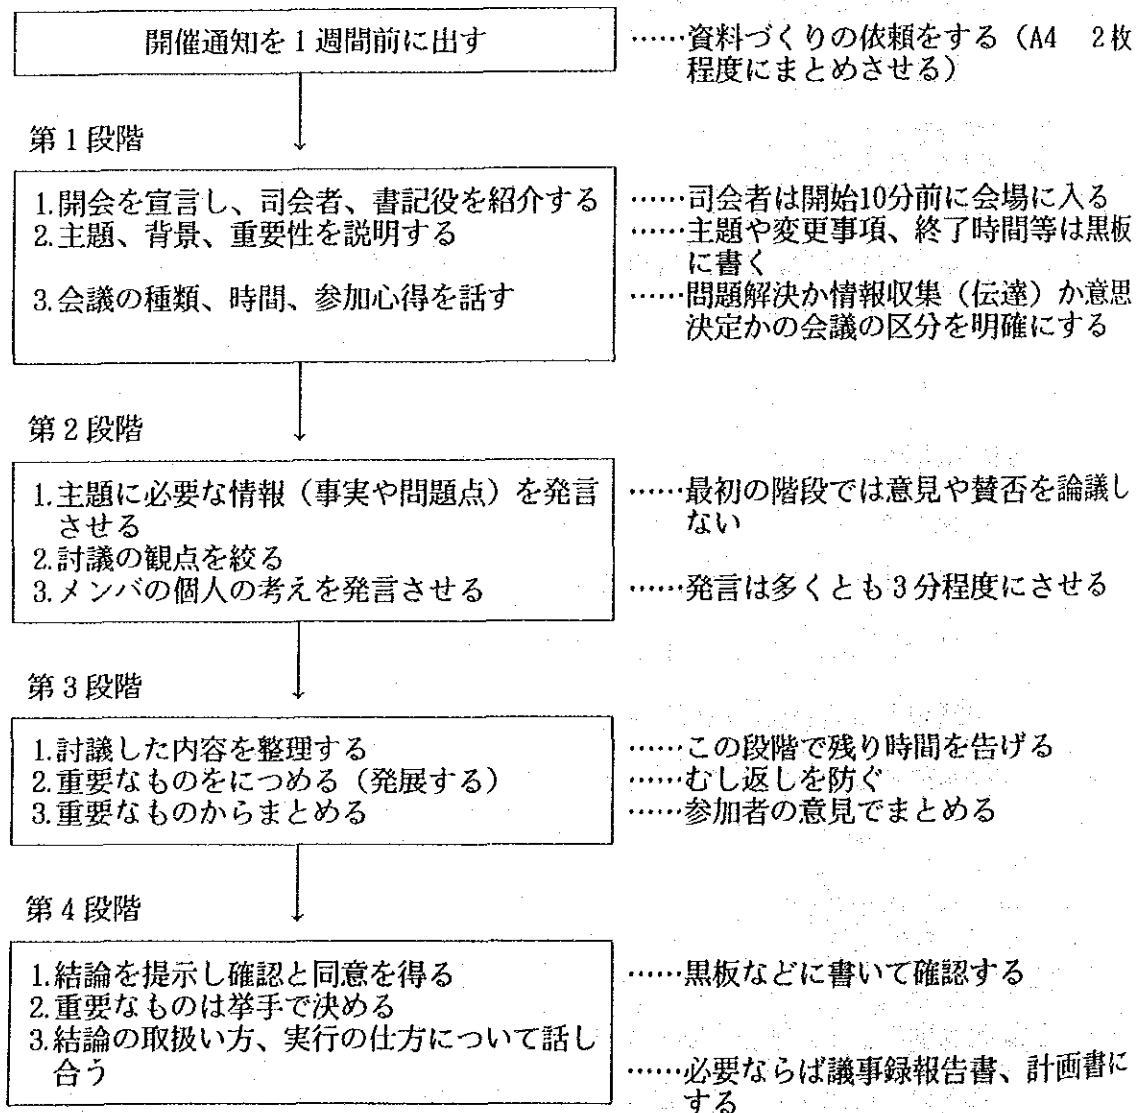 開催通知を1週間前に出す
……資料づくりの依頼をする（A4　2枚
程度にまとめさせる）
第1段階
1.開会を宣言し、司会者、書記役を紹介する
……司会者は開始10分前に会場に入る
2.主題、背景、重要性を説明する
……主題や変更事項、終了時間等は黒板
に書く
3.会議の種類、時間、参加心得を話す
……問題解決か情報収集（伝達）か意思
決定かの会議の区分を明確にする
第2段階
1.主題に必要な情報（事実や問題点）を発言
させる
……最初の階段では意見や賛否を論議し
ない
2.討議の観点を絞る
3.メンバの個人の考えを発言させる
……発言は多くとも3分程度にさせる
第3段階
1.討議した内容を整理する
……この段階で残り時間を告げる
2.重要なものをにつめる（発展する）
……むし返しを防ぐ
3.重要なものからまとめる
……参加者の意見でまとめる
第4段階
1.結論を提示し確認と同意を得る
……黒板などに書いて確認する
2.重要なものは挙手で決める
3.結論の取扱い方、実行の仕方について話し
合う
……必要ならば議事録報告書、計画書に
する